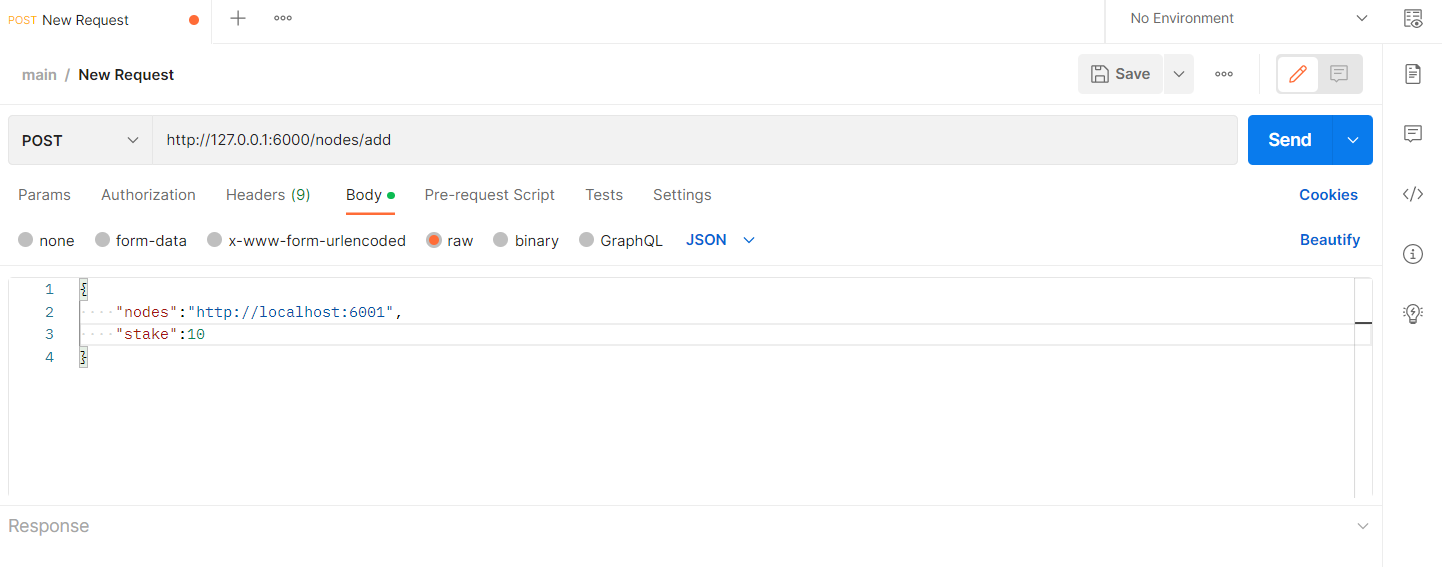 POST New Request
No Environment
main / New Request
Save
POST
http://127.0.0.1:6000/nodes/add
Send
Params Authorization Headers (9) Body Pre-request Script Tests Settings Cookies
none form-data x-www-form-urlencoded raw binary GraphQL JSON Beautify
1 {
2 "nodes":"http://localhost:6001",
3 "stake":10
4 }
Response